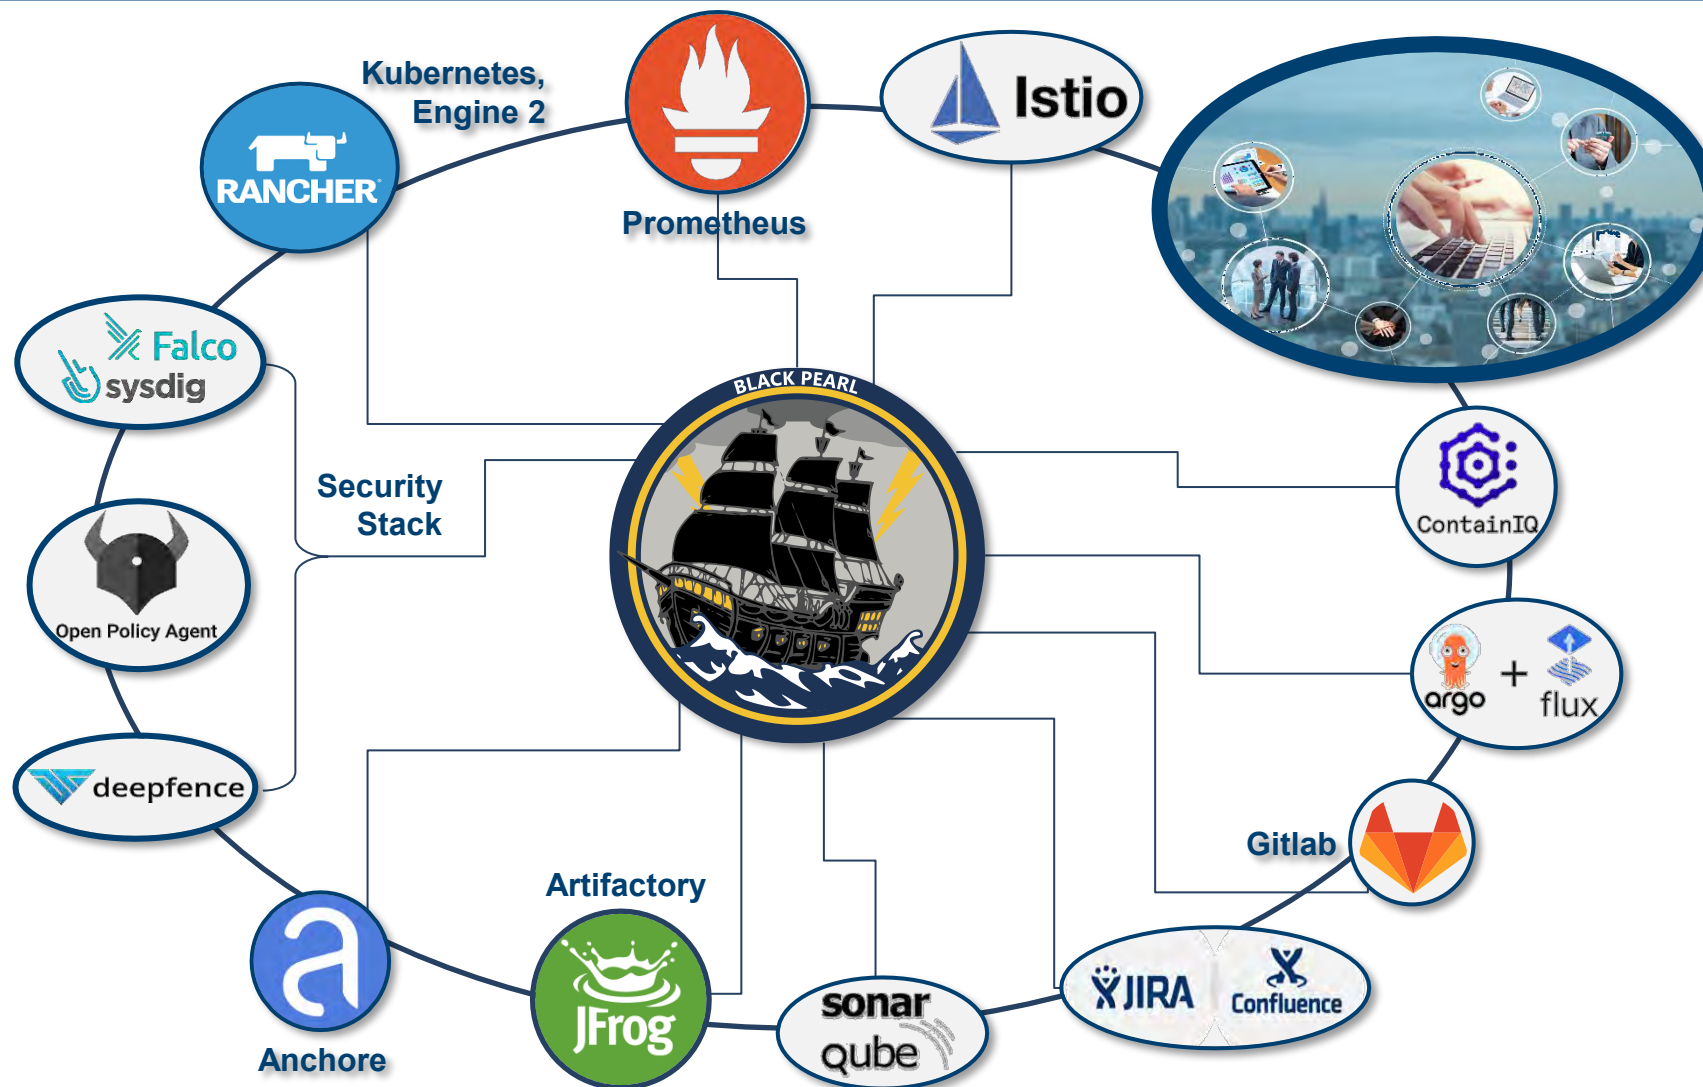 Kubernetes,
Engine 2
RANCHER
Prometheus
Istio
Falco
sysdig
Security
Stack
Open Policy Agent
deepfence
BLACK PEARL
ContainIQ
argo + flux
Gitlab
JIRA
Confluence
sonar
qube
Artifactory
JFrog
Anchore